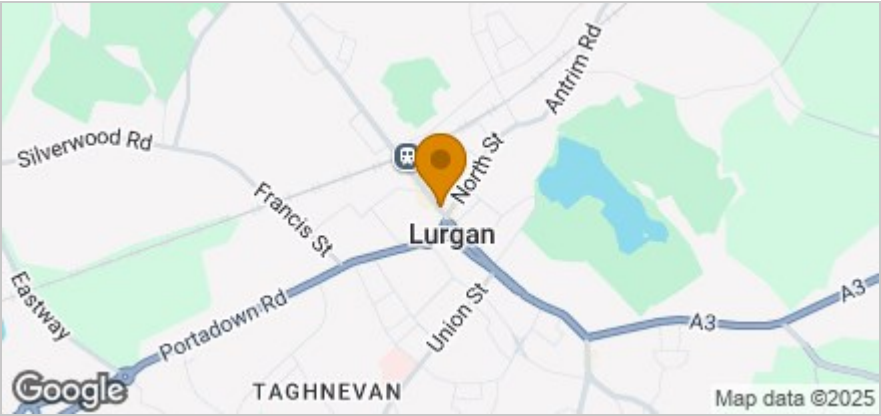 Antrim Rd
Silverwood Rd
North St
Francis St
Lurgan
Eastway
Portadown Rd
Union St
A3
A3
TAGHNEVAN
Google
Map data ©2025